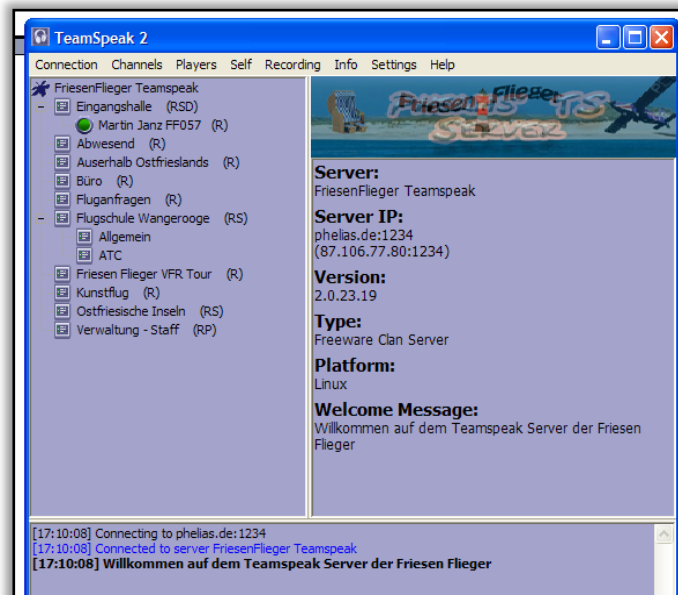 TeamSpeak 2
Connection Channels Players Self Recording Info Settings Help
FriesenFlieger Teamspeak
Eingangshalle (RSD)
Martin Janz FF057 (R)
Abwesend (R)
Auserhalb Ostfrieslands (R)
Büro (R)
Fluganfragen (R)
Flugschule Wangerooge (RS)
Allgemein
ATC
Friesen Flieger VFR Tour (R)
Kunstflug (R)
Ostfriesische Inseln (RS)
Verwaltung - Staff (RP)
Friesen Flieger TS
SERVER
Server:
FriesenFlieger Teamspeak
Server IP:
phelias.de:1234
(87.106.77.80:1234)
Version:
2.0.23.19
Type:
Freeware Clan Server
Platform:
Linux
Welcome Message:
Willkommen auf dem Teamspeak Server der Friesen
Flieger
[17:10:08] Connecting to phelias.de:1234
[17:10:08] Connected to server FriesenFlieger Teamspeak
[17:10:08] Willkommen auf dem Teamspeak Server der Friesen Flieger